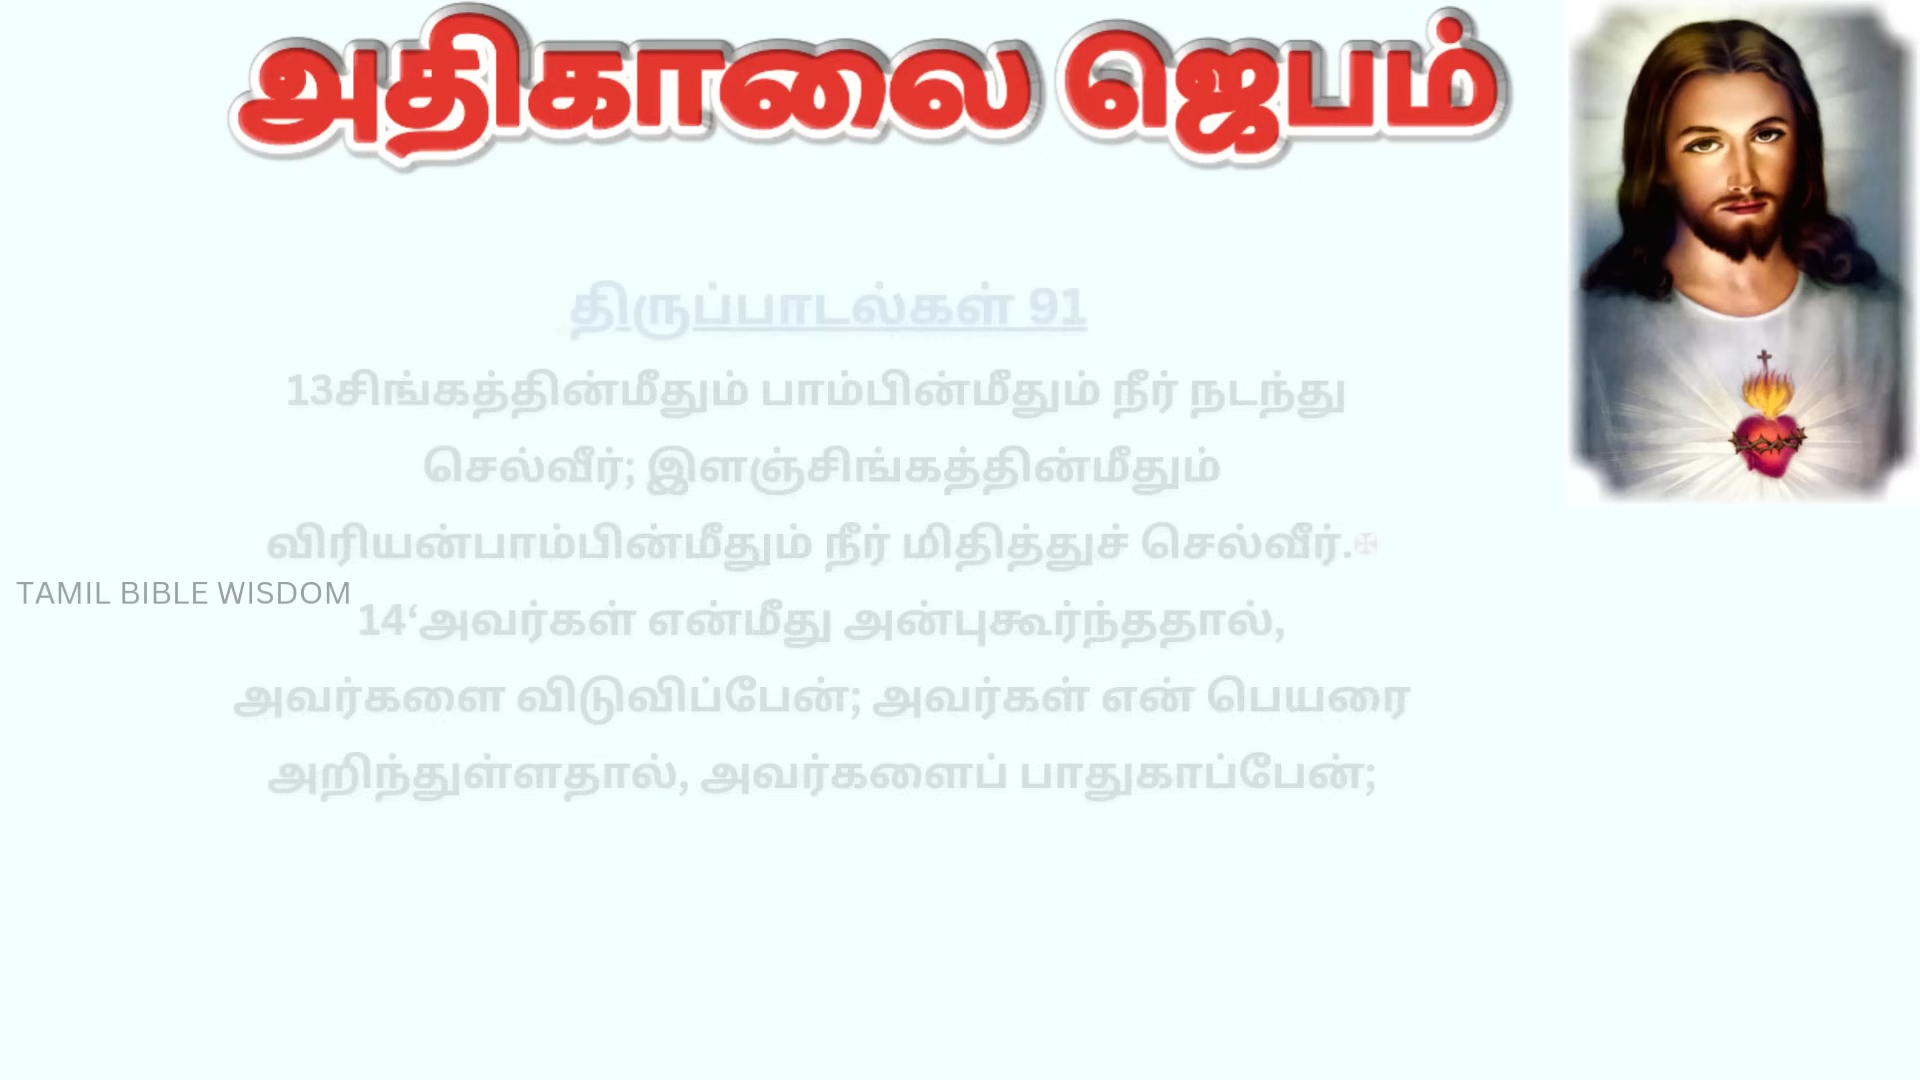 அதிகாலை ஜெபம்
திருப்பாடல்கள் 91
13சிங்கத்தின்மீதும் பாம்பின்மீதும் நீர் நடந்து
செல்வீர்; இளஞ்சிங்கத்தின்மீதும்
விரியன்பாம்பின்மீதும் நீர் மிதித்துச் செல்வீர்.✠
TAMIL BIBLE WISDOM
14‘அவர்கள் என்மீது அன்புகூர்ந்ததால்,
அவர்களை விடுவிப்பேன்; அவர்கள் என் பெயரை
அறிந்துள்ளதால், அவர்களைப் பாதுகாப்பேன்;